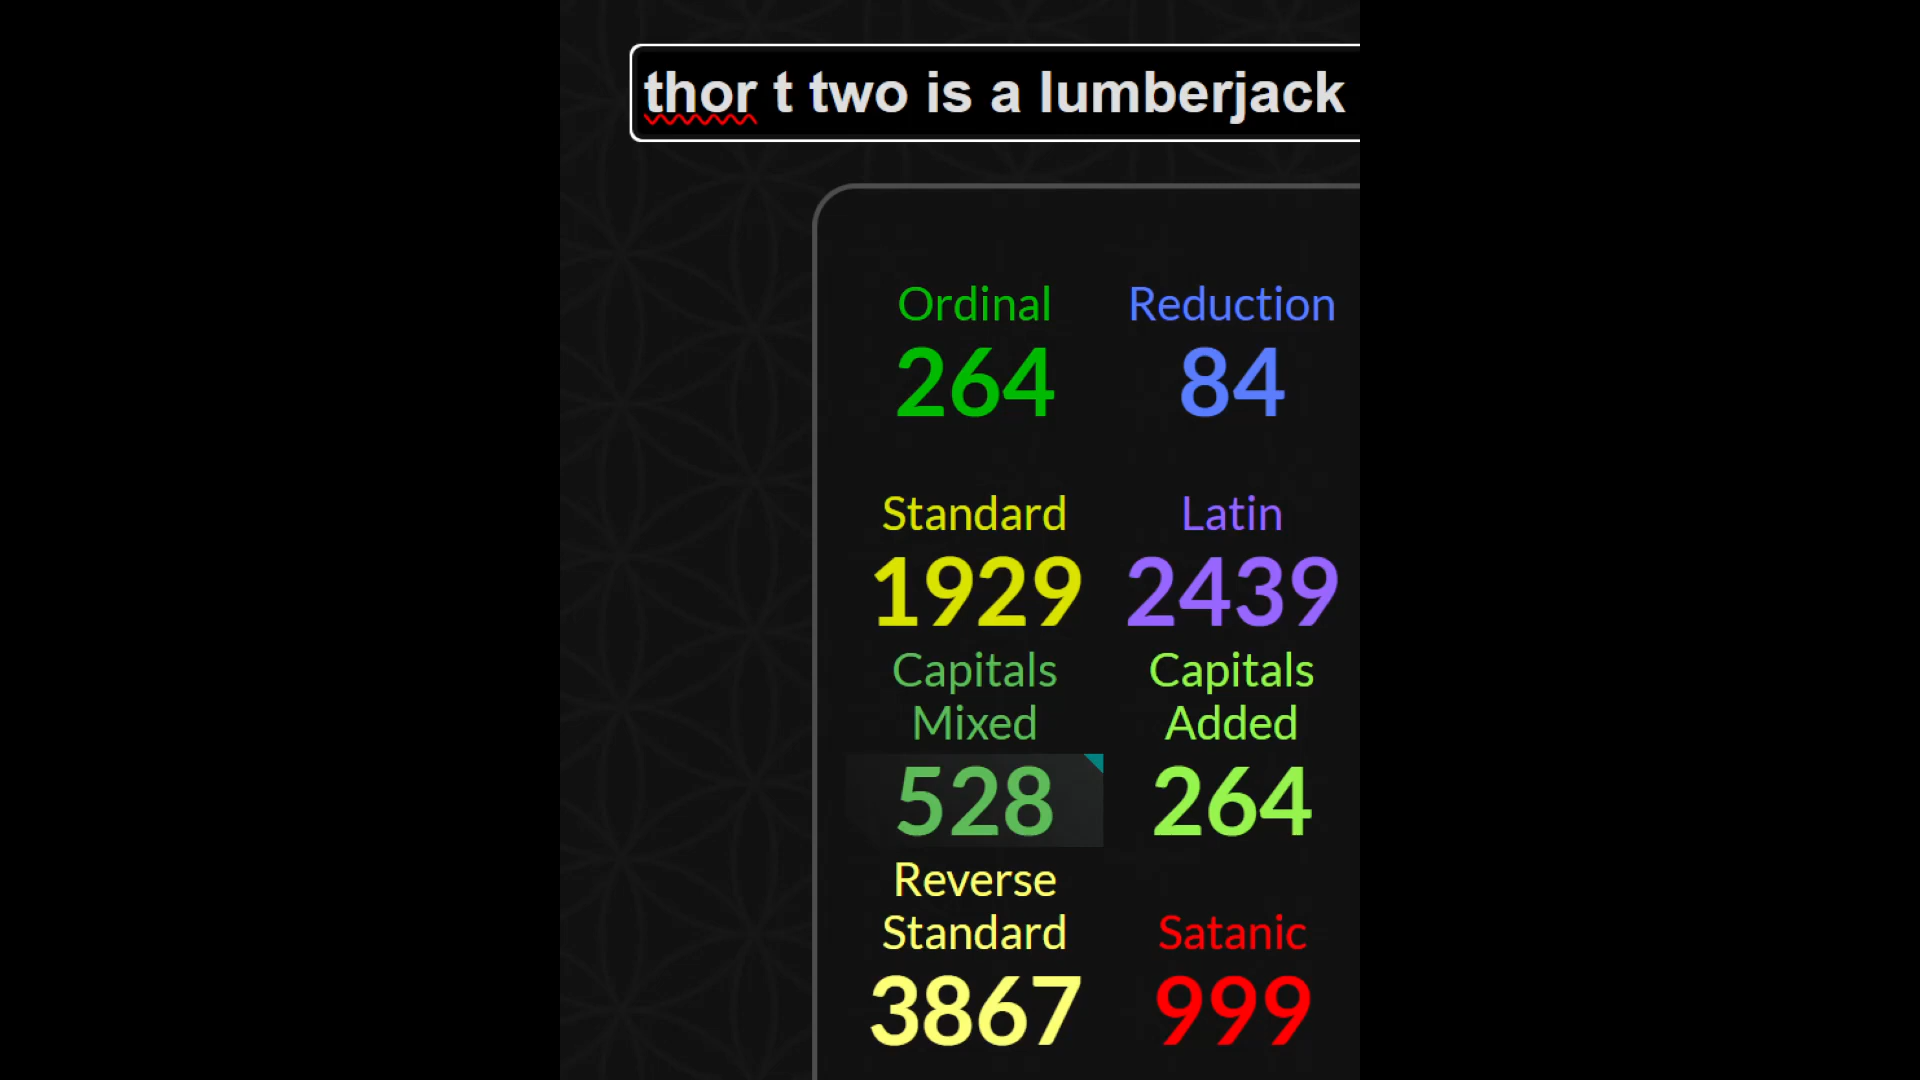 thor t two is a lumberjack
Ordinal Reduction
264 84
Standard Latin
1929 2439
Capitals Mixed Capitals Added
528 264
Reverse Standard Satanic
3867 999